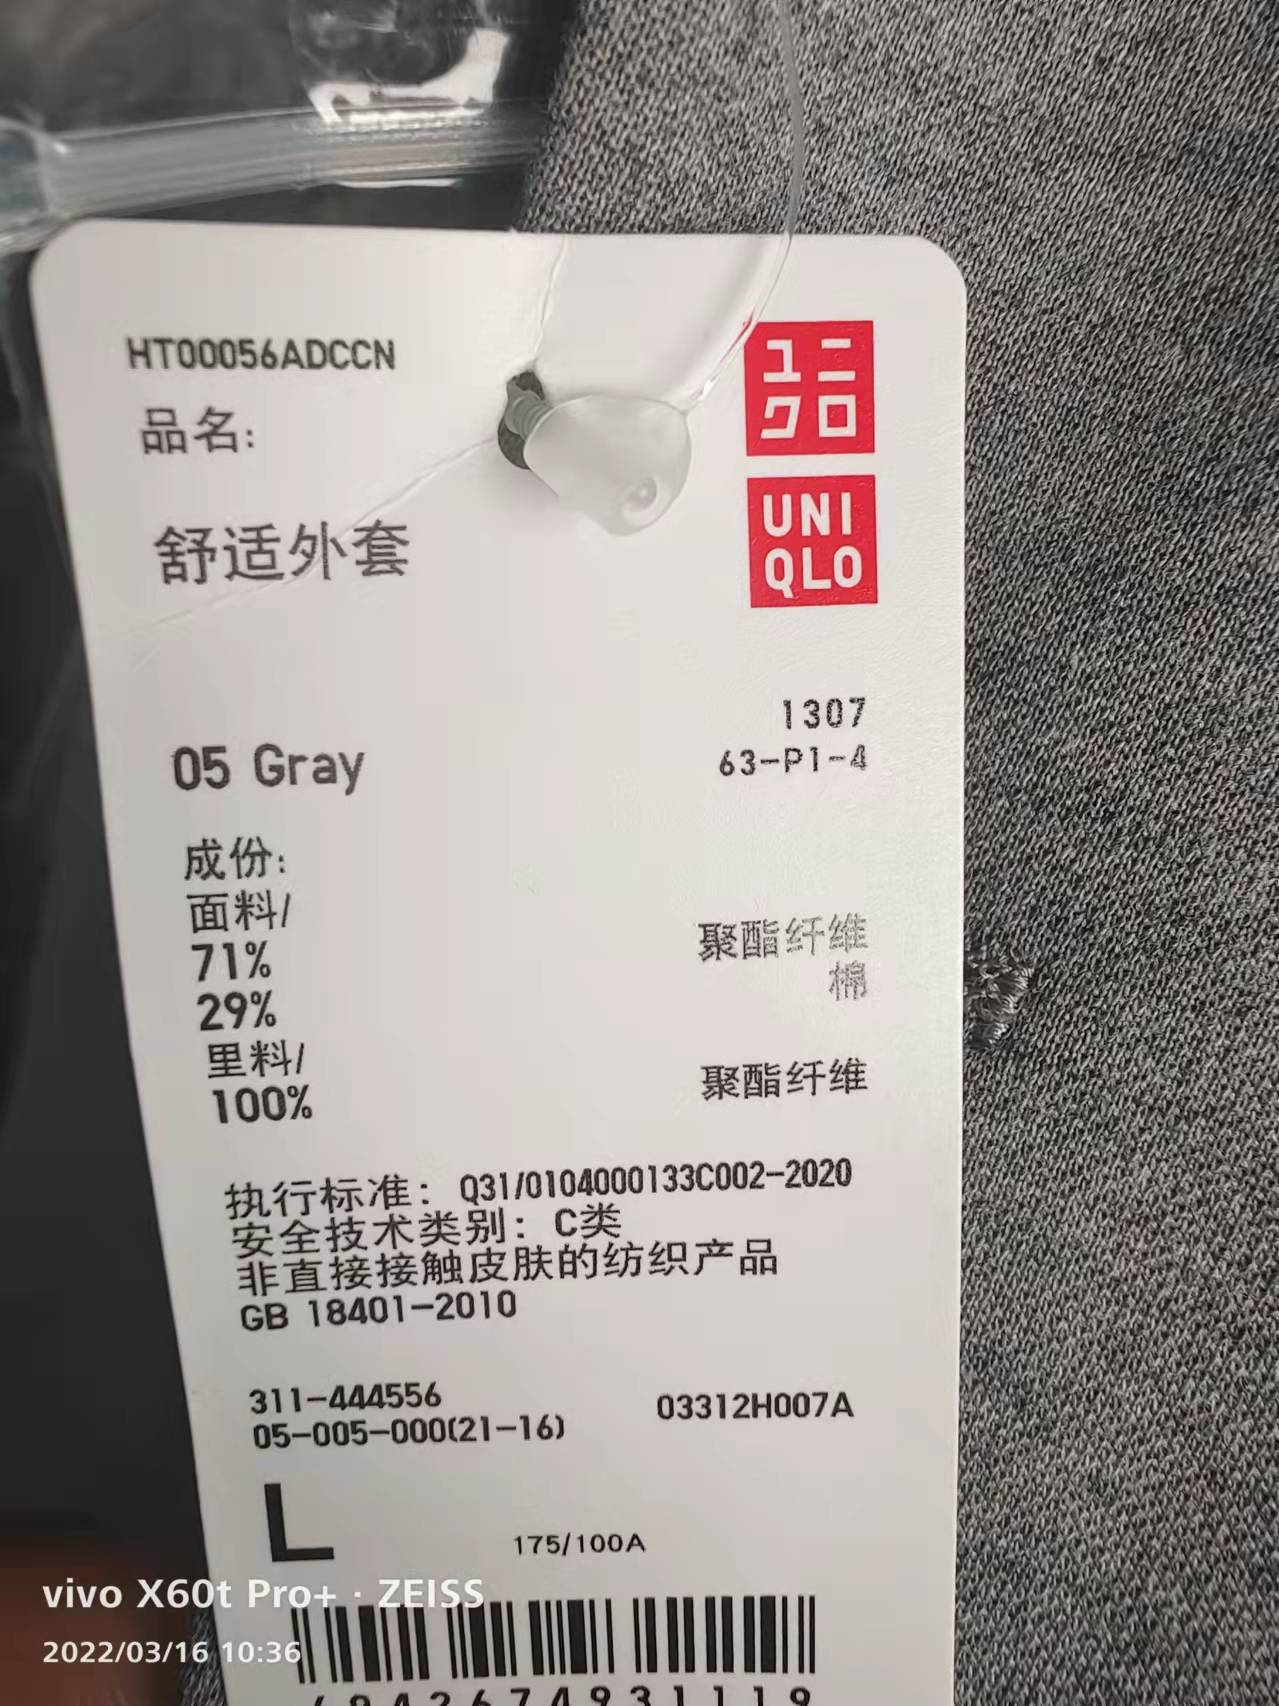 HT00056ADCCN
品名:
ユニ
クロ
UNI
QLO
舒适外套
1307
63-P1-4
05 Gray
成份:
面料/
71% 聚酯纤维
29% 棉
里料/
100% 聚酯纤维
执行标准: Q31/0104000133C002-2020
安全技术类别: C类
非直接接触皮肤的纺织产品
GB 18401-2010
311-444556
05-005-000(21-16) 03312H007A
L 175/100A
vivo X60t Pro+ · ZEISS
2022/03/16 10:36